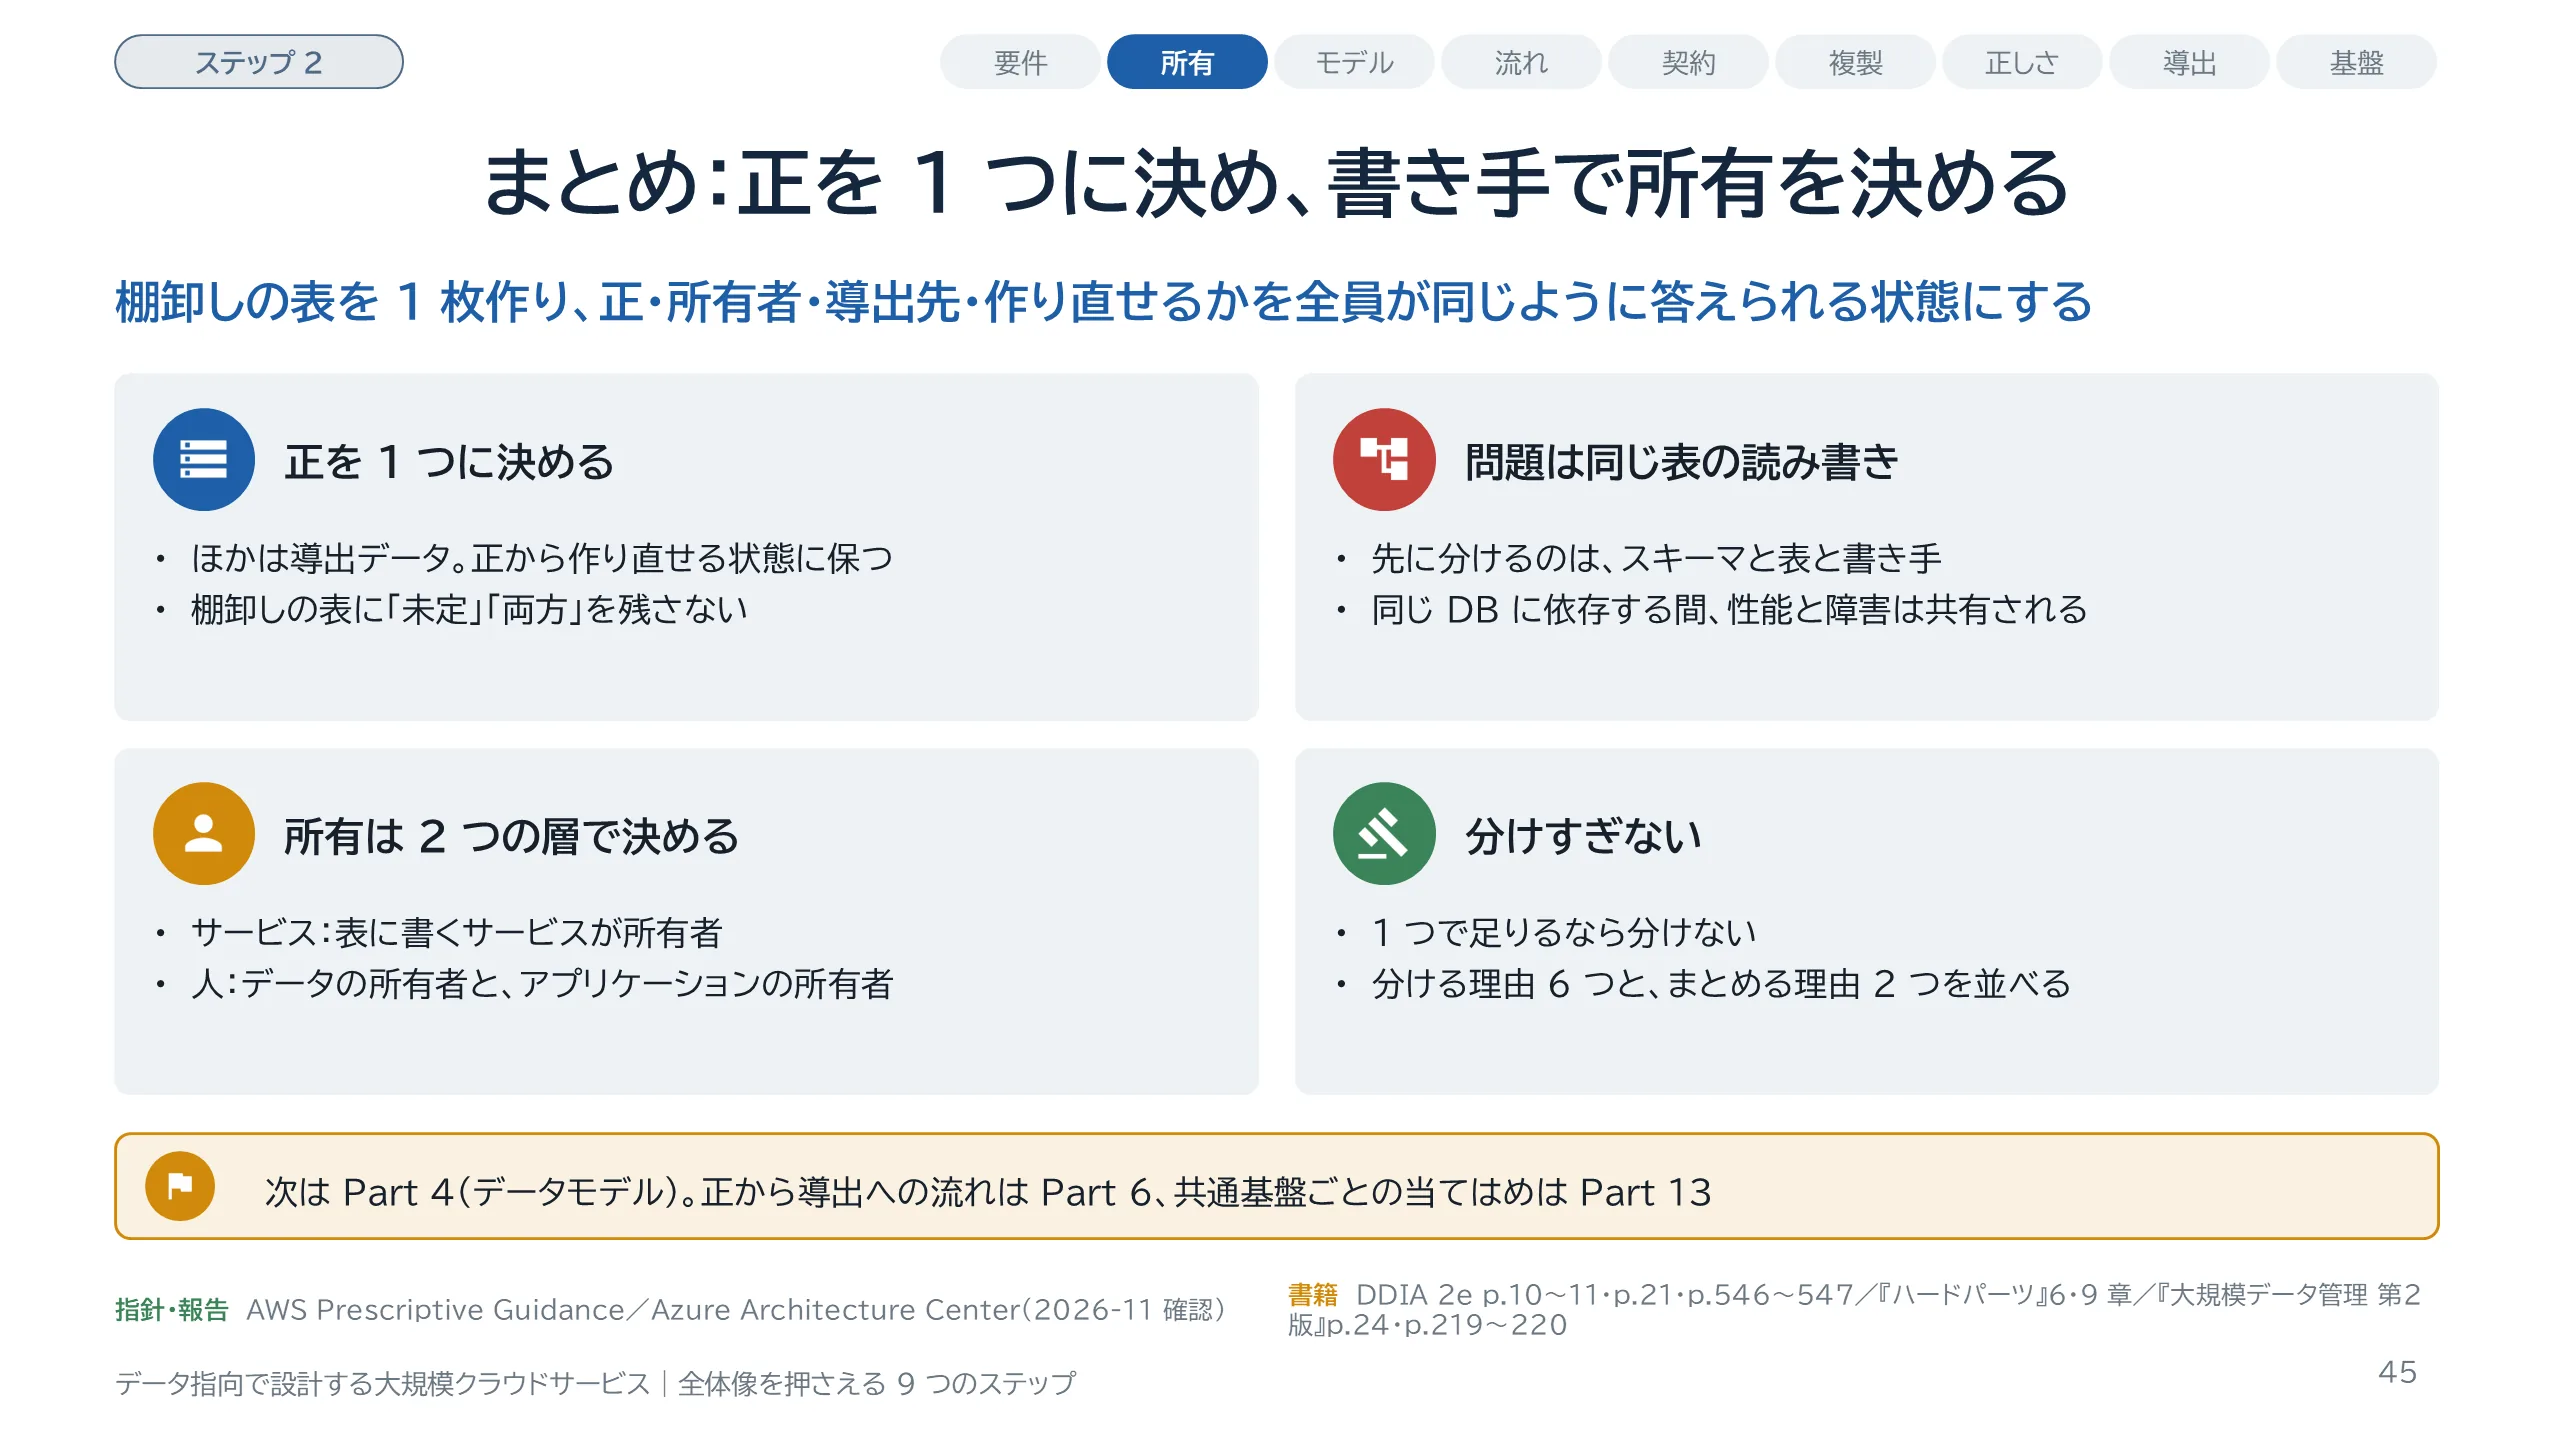 ステップ 2
要件
所有
モデル
流れ
契約
複製
正しさ
導出
基盤
まとめ：正を 1 つに決め、書き手で所有を決める
棚卸しの表を 1 枚作り、正・所有者・導出先・作り直せるかを全員が同じように答えられる状態にする
正を 1 つに決める
・ ほかは導出データ。正から作り直せる状態に保つ
・ 棚卸しの表に「未定」「両方」を残さない
問題は同じ表の読み書き
・ 先に分けるのは、スキーマと表と書き手
・ 同じ DB に依存する間、性能と障害は共有される
所有は 2 つの層で決める
・ サービス：表に書くサービスが所有者
・ 人：データの所有者と、アプリケーションの所有者
分けすぎない
・ 1 つで足りるなら分けない
・ 分ける理由 6 つと、まとめる理由 2 つを並べる
次は Part 4（データモデル）。正から導出への流れは Part 6、共通基盤ごとの当てはめは Part 13
指針・報告 AWS Prescriptive Guidance／Azure Architecture Center（2026-11 確認）
書籍 DDIA 2e p.10〜11・p.21・p.546〜547／『ハードパーツ』6・9 章／『大規模データ管理 第2
版』p.24・p.219〜220
データ指向で設計する大規模クラウドサービス｜全体像を押さえる 9 つのステップ
45